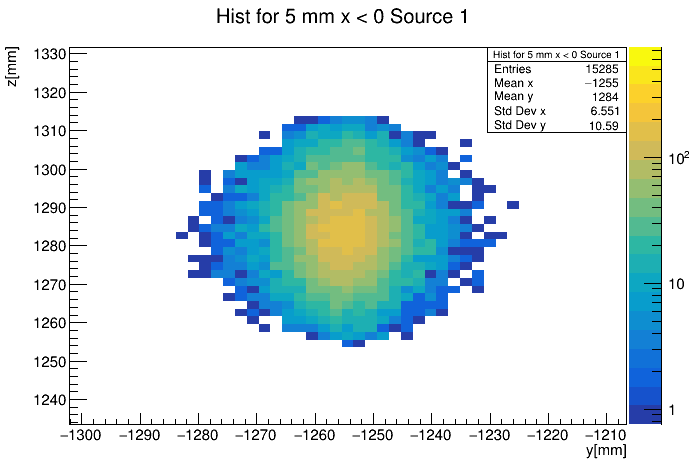 Hist for 5 mm x < 0 Source 1
z[mm]
Hist for 5 mm x < 0 Source 1
Entries 15285
Mean x −1255
Mean y 1284
Std Dev x 6.551
Std Dev y 10.59
1330
1320
1310
1300
1290
1280
1270
1260
1250
1240
10²
10
1
−1300 −1290 −1280 −1270 −1260 −1250 −1240 −1230 −1220 −1210
y[mm]